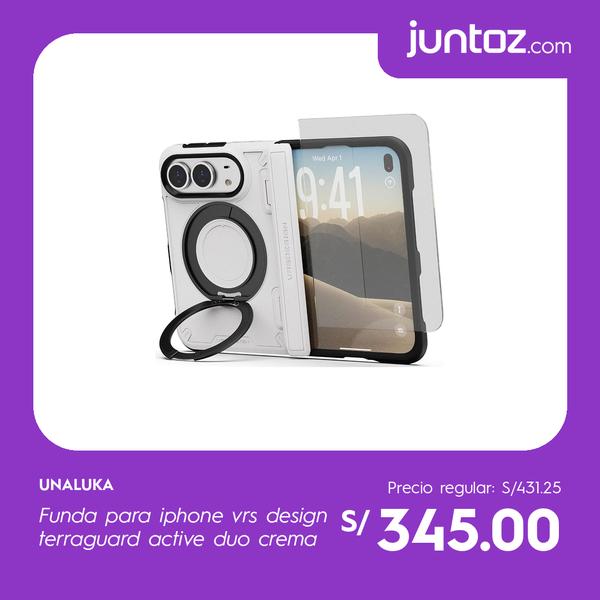 juntoz.com
Wed Apr 1
9:41
UNALUKA
Funda para iphone vrs design
terraguard active duo crema
Precio regular: S/431.25
S/ 345.00